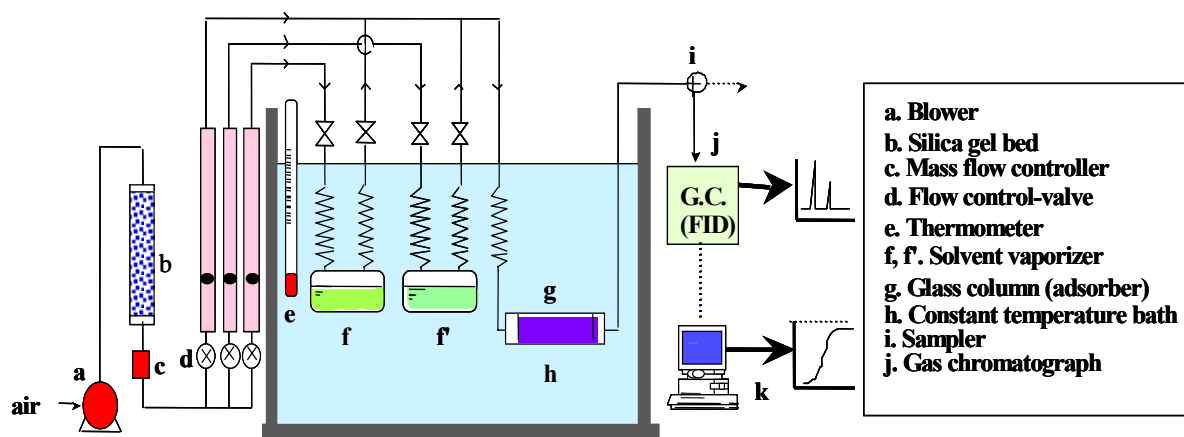 i
j
G.C.
(FID)
b
g
e
f
f'
h
d
c
a
k
air
a. Blower
b. Silica gel bed
c. Mass flow controller
d. Flow control-valve
e. Thermometer
f, f'. Solvent vaporizer
g. Glass column (adsorber)
h. Constant temperature bath
i. Sampler
j. Gas chromatograph